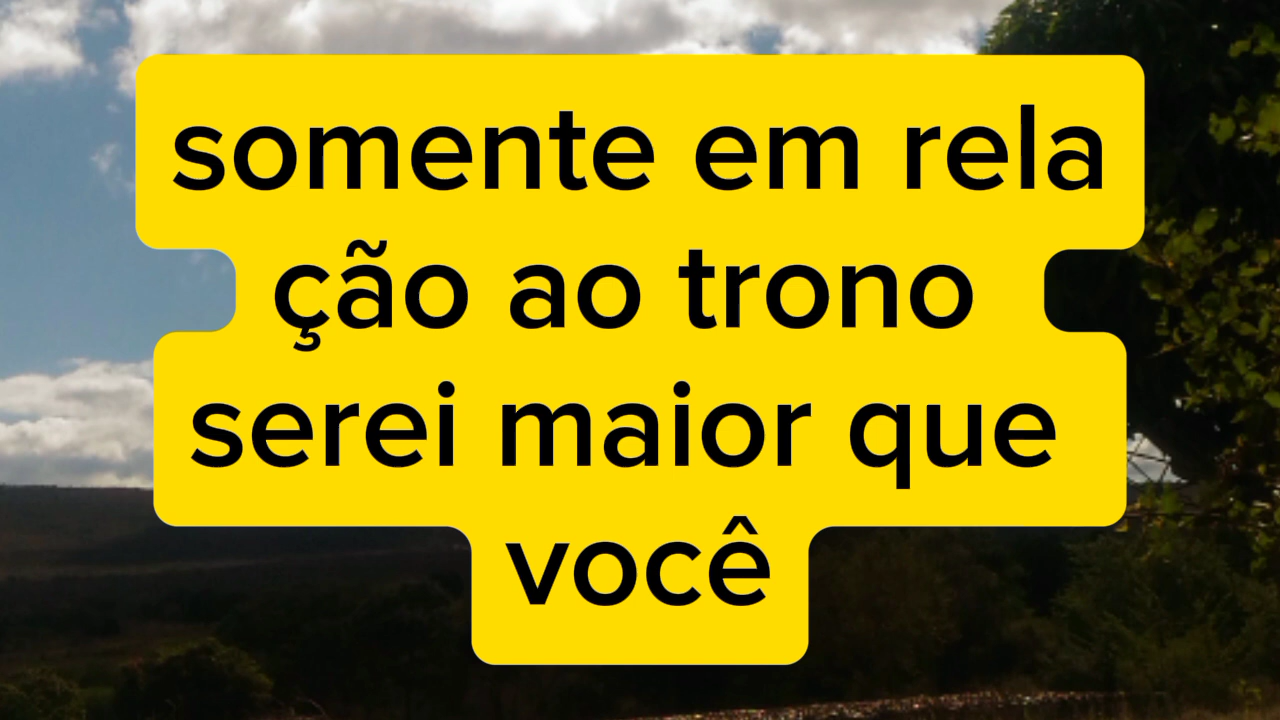 somente em rela
ção ao trono
serei maior que
você